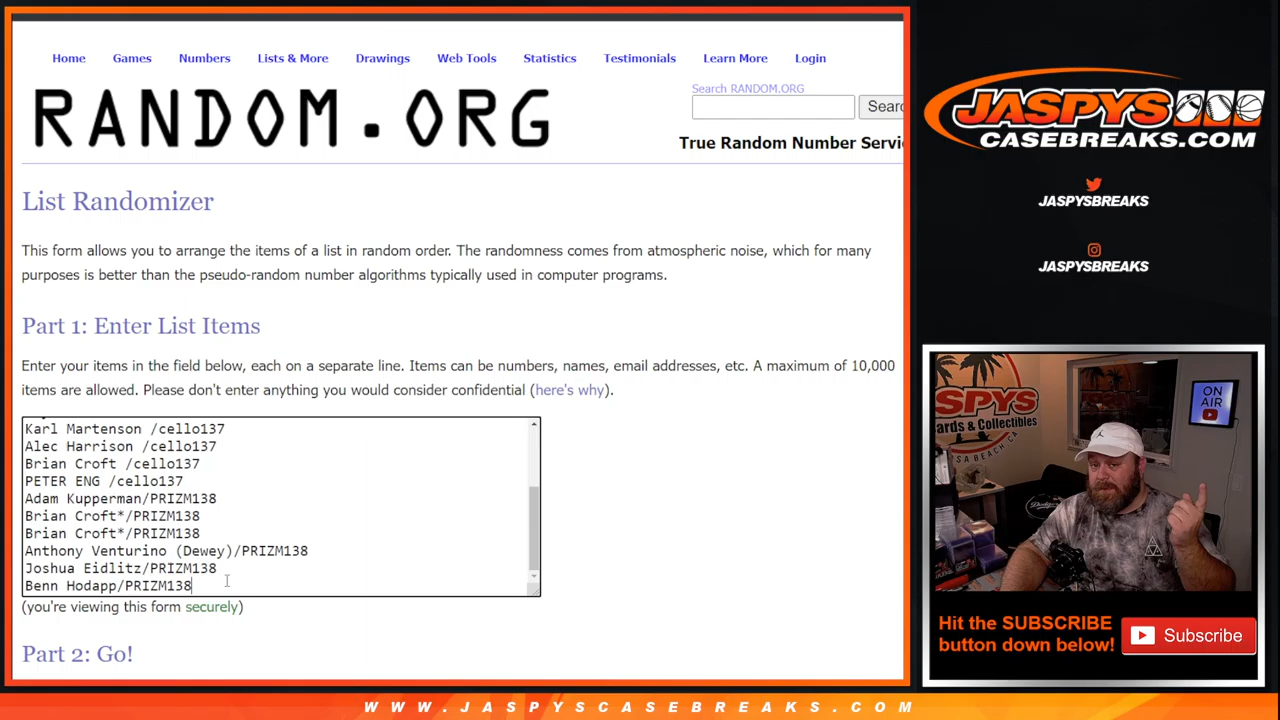 Home Games Numbers Lists & More Drawings Web Tools Statistics Testimonials Learn More Login
Search RANDOM.ORG
RANDOM.ORG
True Random Number Servi
List Randomizer
This form allows you to arrange the items of a list in random order. The randomness comes from atmospheric noise, which for many
purposes is better than the pseudo-random number algorithms typically used in computer programs.
Part 1: Enter List Items
Enter your items in the field below, each on a separate line. Items can be numbers, names, email addresses, etc. A maximum of 10,000
items are allowed. Please don't enter anything you would consider confidential (here's why).
Karl Martenson /cello137
Alec Harrison /cello137
Brian Croft /cello137
PETER ENG /cello137
Adam Kupperman/PRIZM138
Brian Croft*/PRIZM138
Brian Croft*/PRIZM138
Anthony Venturino (Dewey)/PRIZM138
Joshua Eidlitz/PRIZM138
Benn Hodapp/PRIZM138
(you're viewing this form securely)
Part 2: Go!
JASPYS
CASEBREAKS.COM
JASPYSBREAKS
JASPYSBREAKS
ON
AIR
Hit the SUBSCRIBE
button down below!
Subscribe
WWW.JASPYSCASEBREAKS.COM